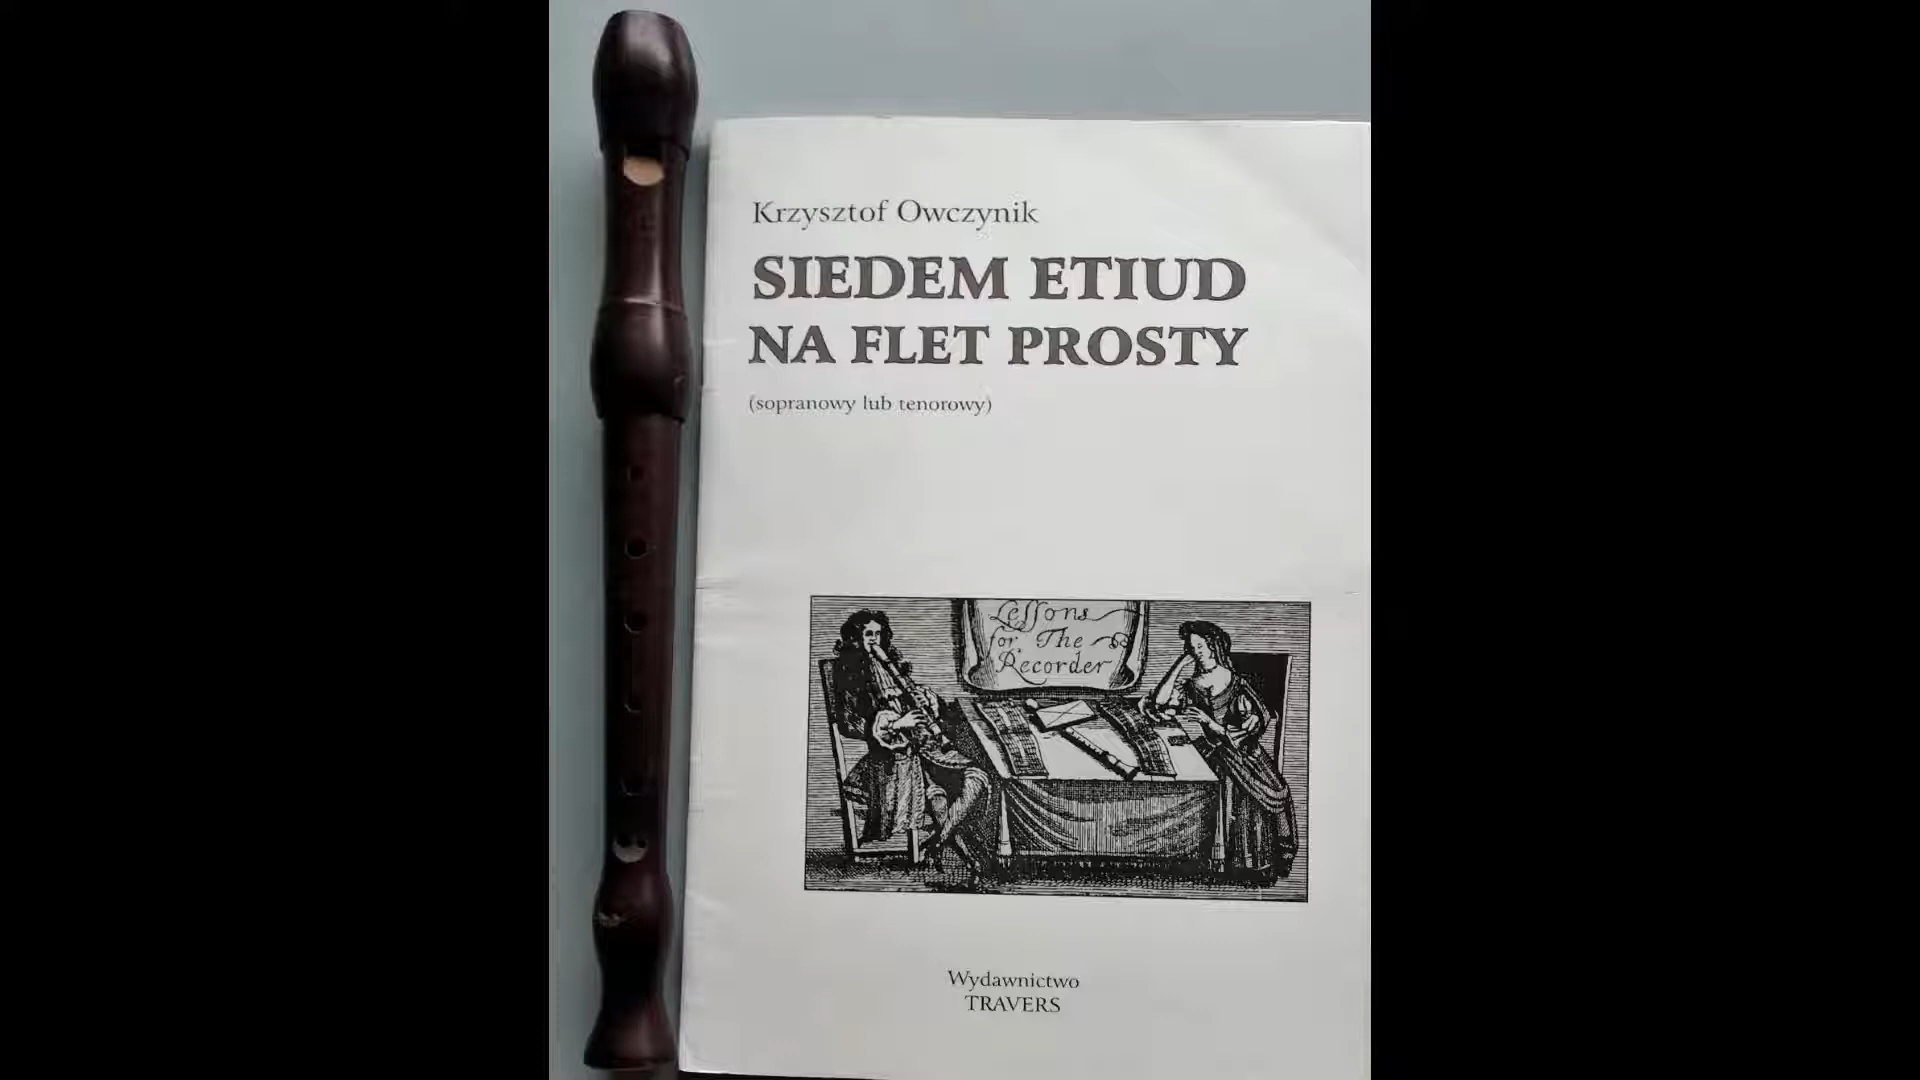 Krzysztof Owczynik
SIEDEM ETIUD
NA FLET PROSTY
(sopranowy lub tenorowy)
Lessons
for The
Recorder
Wydawnictwo
TRAVERS